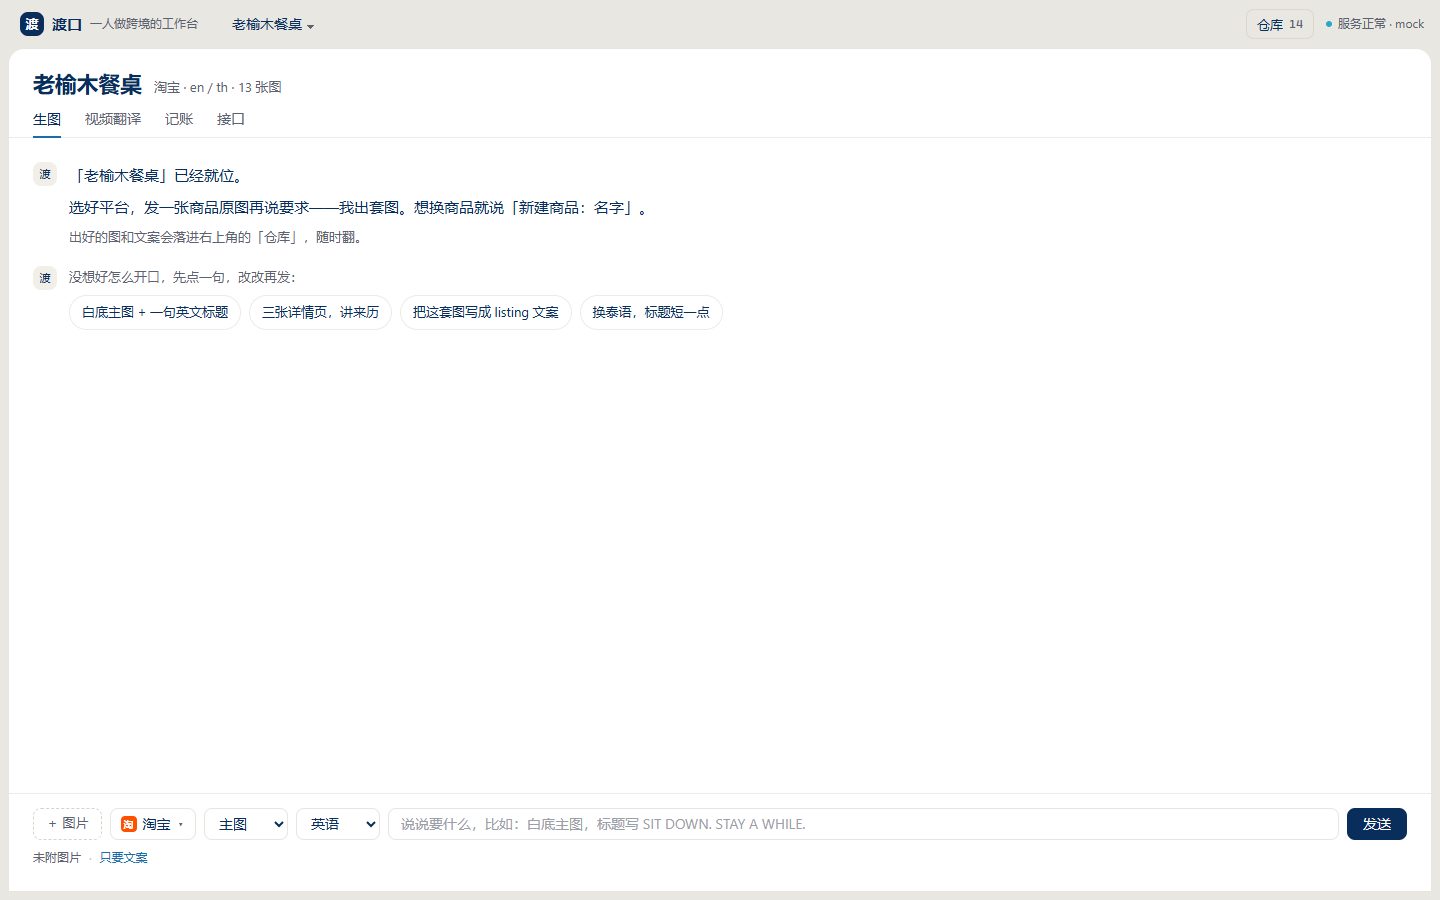 渡 渡口 一人做跨境的工作台 老榆木餐桌 仓库 14 服务正常 · mock
老榆木餐桌 淘宝 · en / th · 13 张图
生图 视频翻译 记账 接口
渡 「老榆木餐桌」已经就位。
选好平台，发一张商品原图再说要求——我出套图。想换商品就说「新建商品：名字」。
出好的图和文案会落进右上角的「仓库」，随时翻。
渡 没想好怎么开口，先点一句，改改再发：
白底主图 + 一句英文标题 三张详情页，讲来历 把这套图写成 listing 文案 换泰语，标题短一点
+ 图片 淘 淘宝 主图 英语 说说要什么，比如：白底主图，标题写 SIT DOWN. STAY A WHILE. 发送
未附图片 · 只要文案